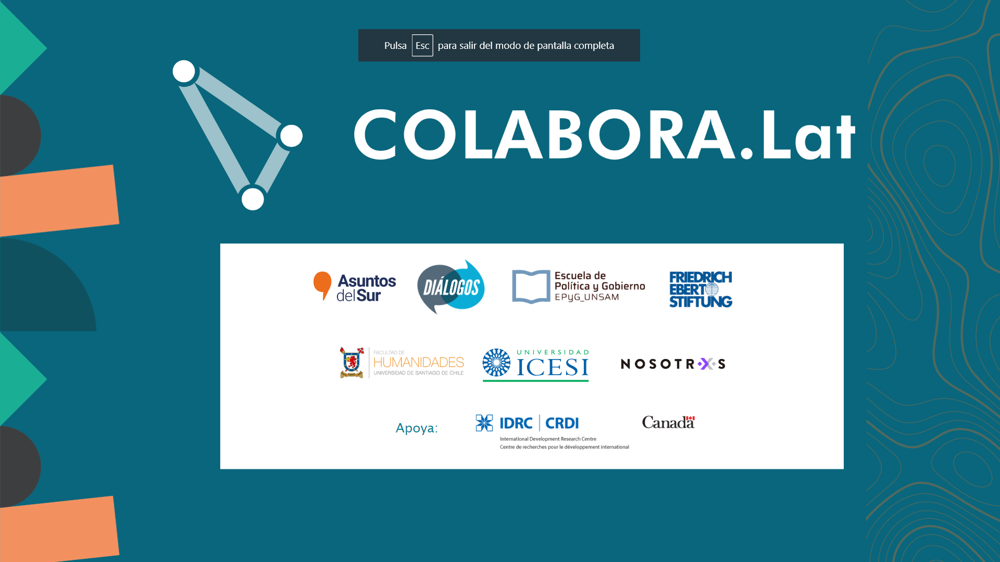 Pulsa Esc para salir del modo de pantalla completa
COLABORA.Lat
Asuntos
delSur
DIÁLOGOS
Escuela de
Política y Gobierno
EPyG_UNSAM
FRIEDRICH
EBERT
STIFTUNG
FACULTAD DE
HUMANIDADES
UNIVERSIDAD DE SANTIAGO DE CHILE
UNIVERSIDAD
ICESI
NOSOTRXS
Apoya:
IDRC | CRDI
International Development Research Centre
Centre de recherches pour le développement international
Canada